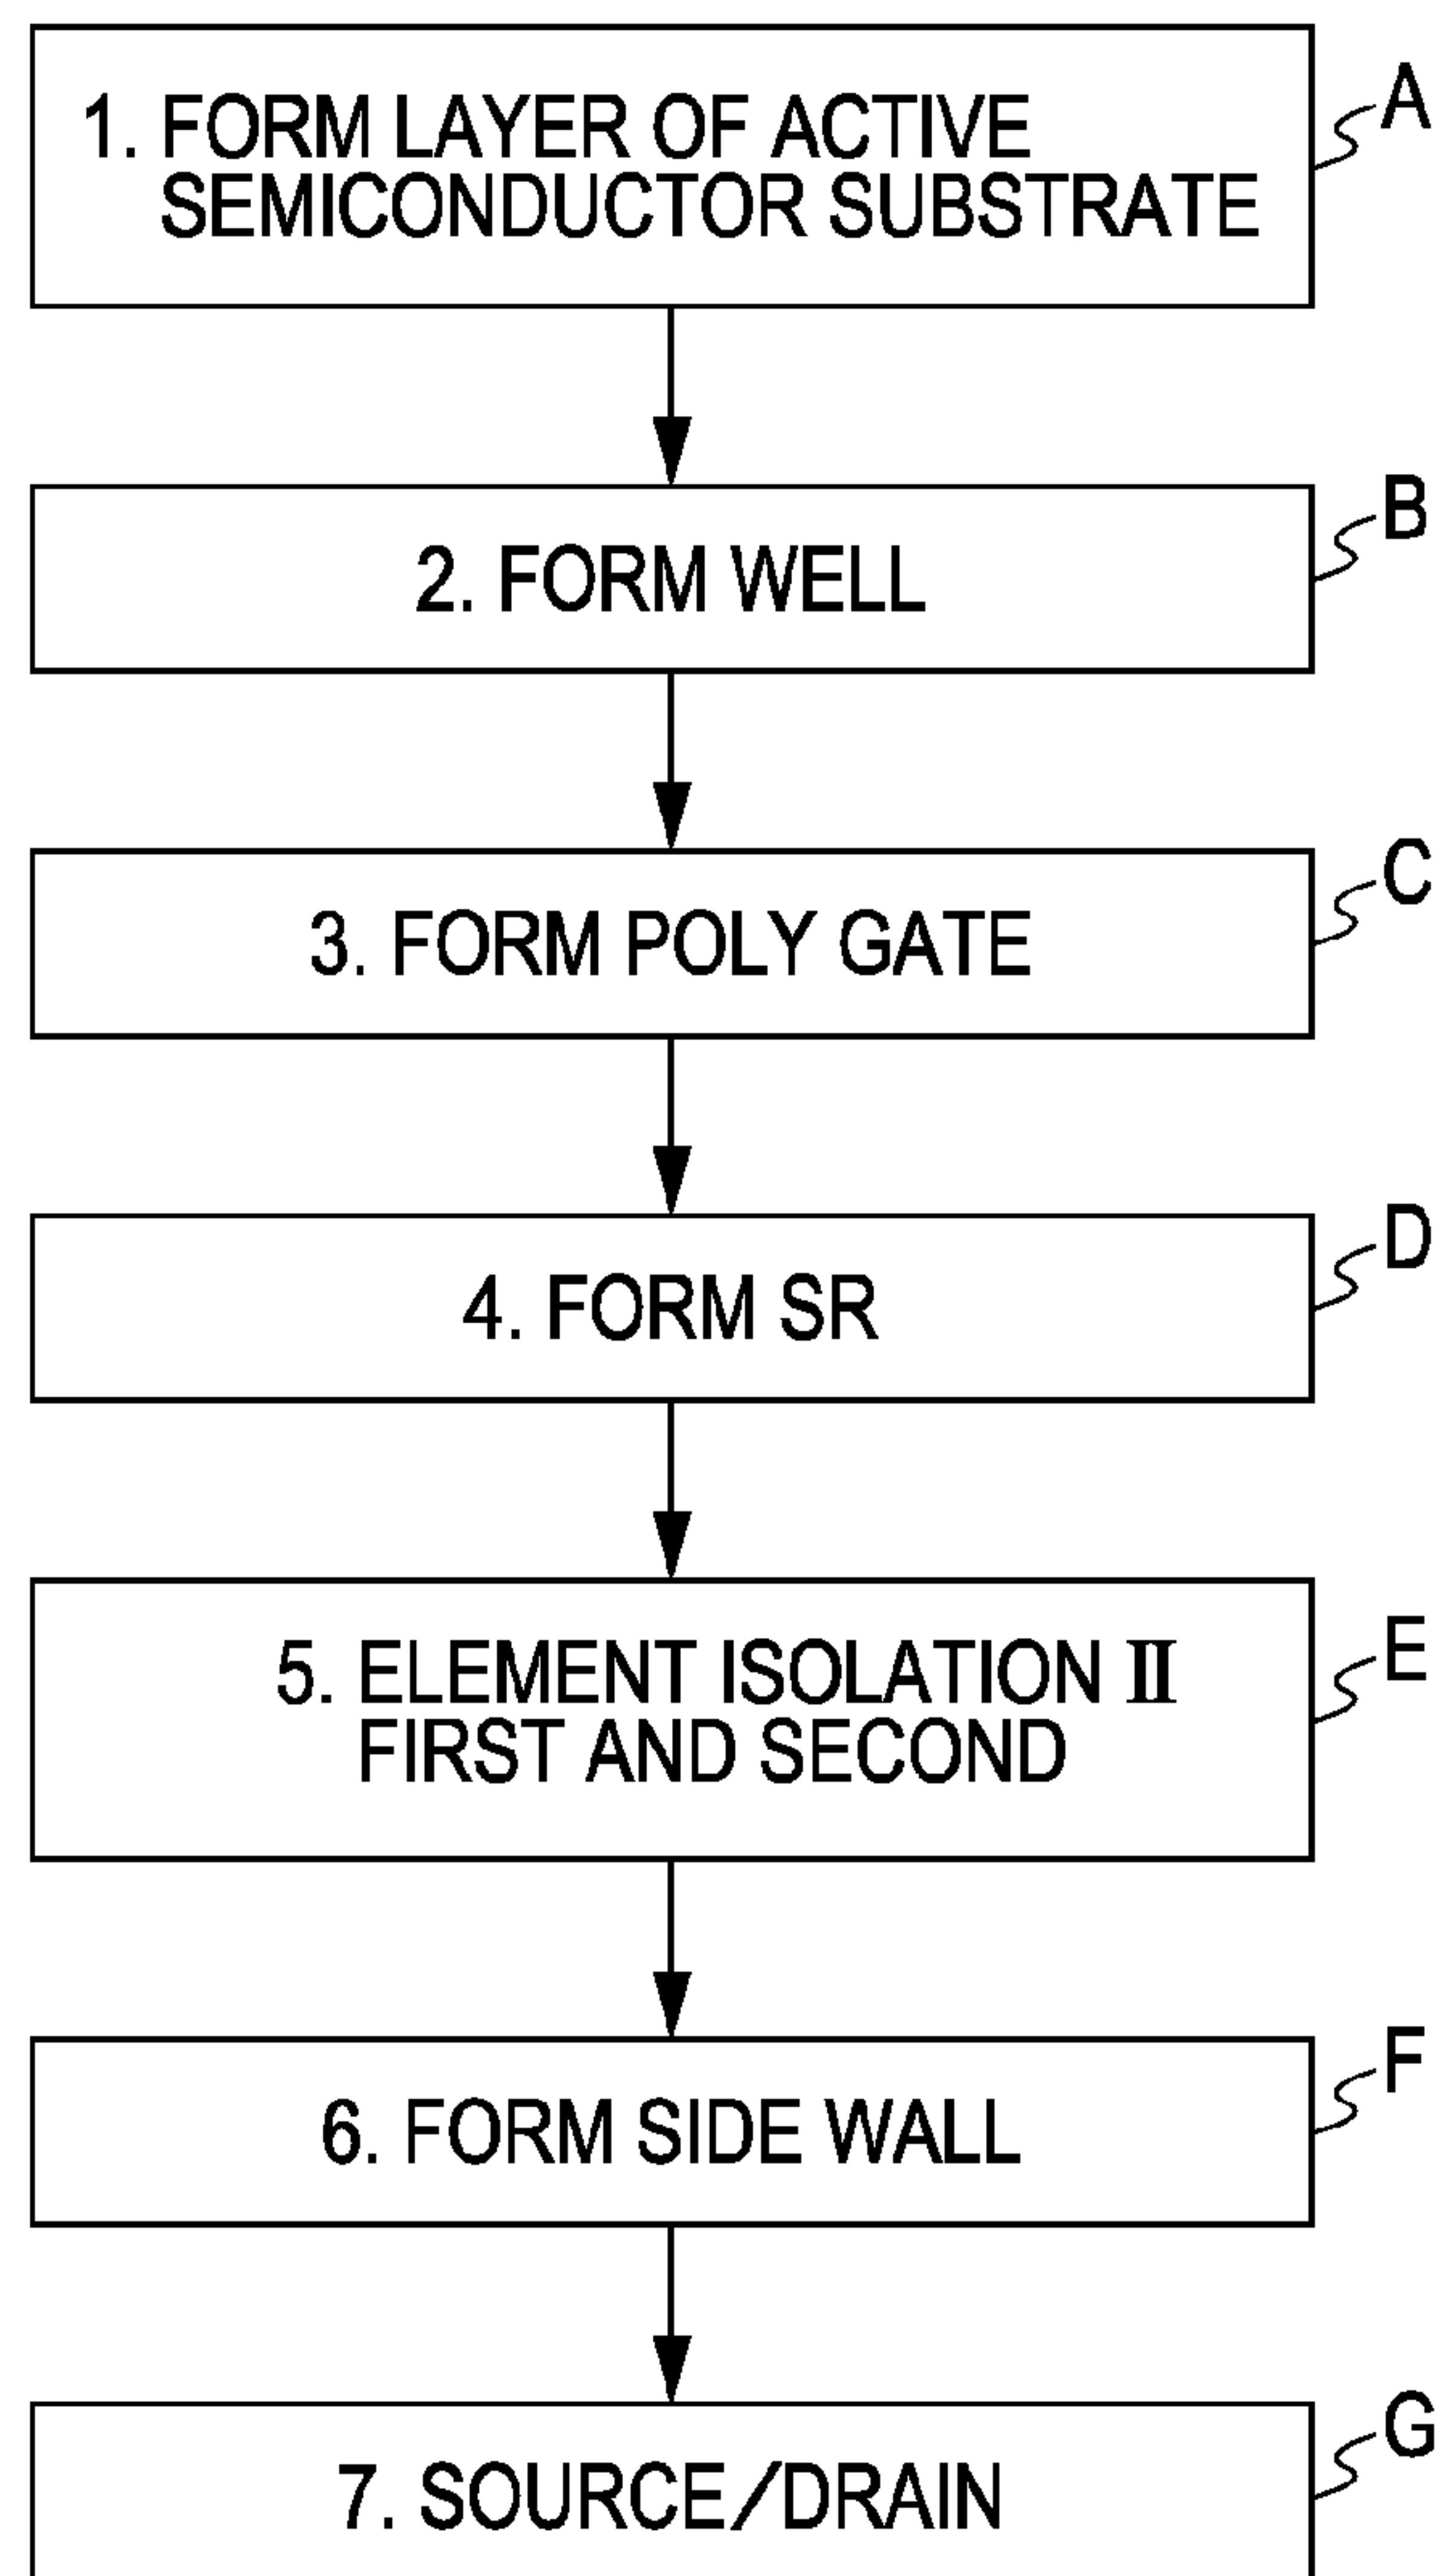 1. FORM LAYER OF ACTIVE
SEMICONDUCTOR SUBSTRATE
A
2. FORM WELL
B
3. FORM POLY GATE
C
4. FORM SR
D
5. ELEMENT ISOLATION II
FIRST AND SECOND
E
6. FORM SIDE WALL
F
7. SOURCE/DRAIN
G